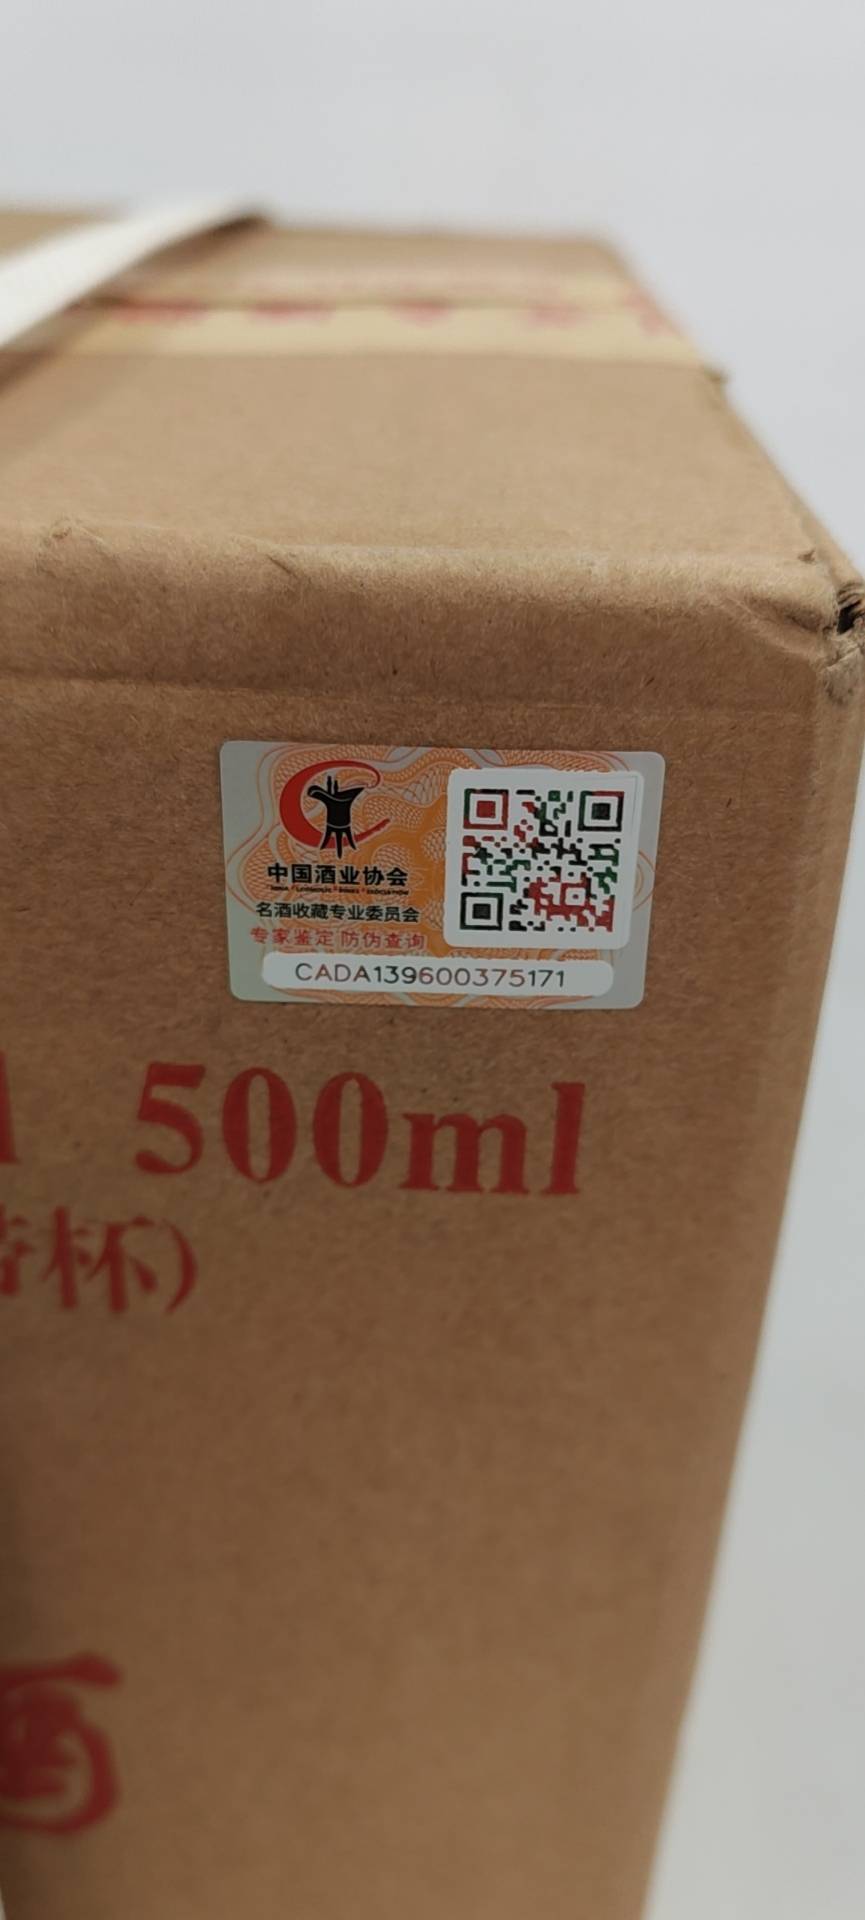 中国酒业协会
名酒收藏专业委员会
专家鉴定 防伪查询
CADA139600375171
500ml
杯)